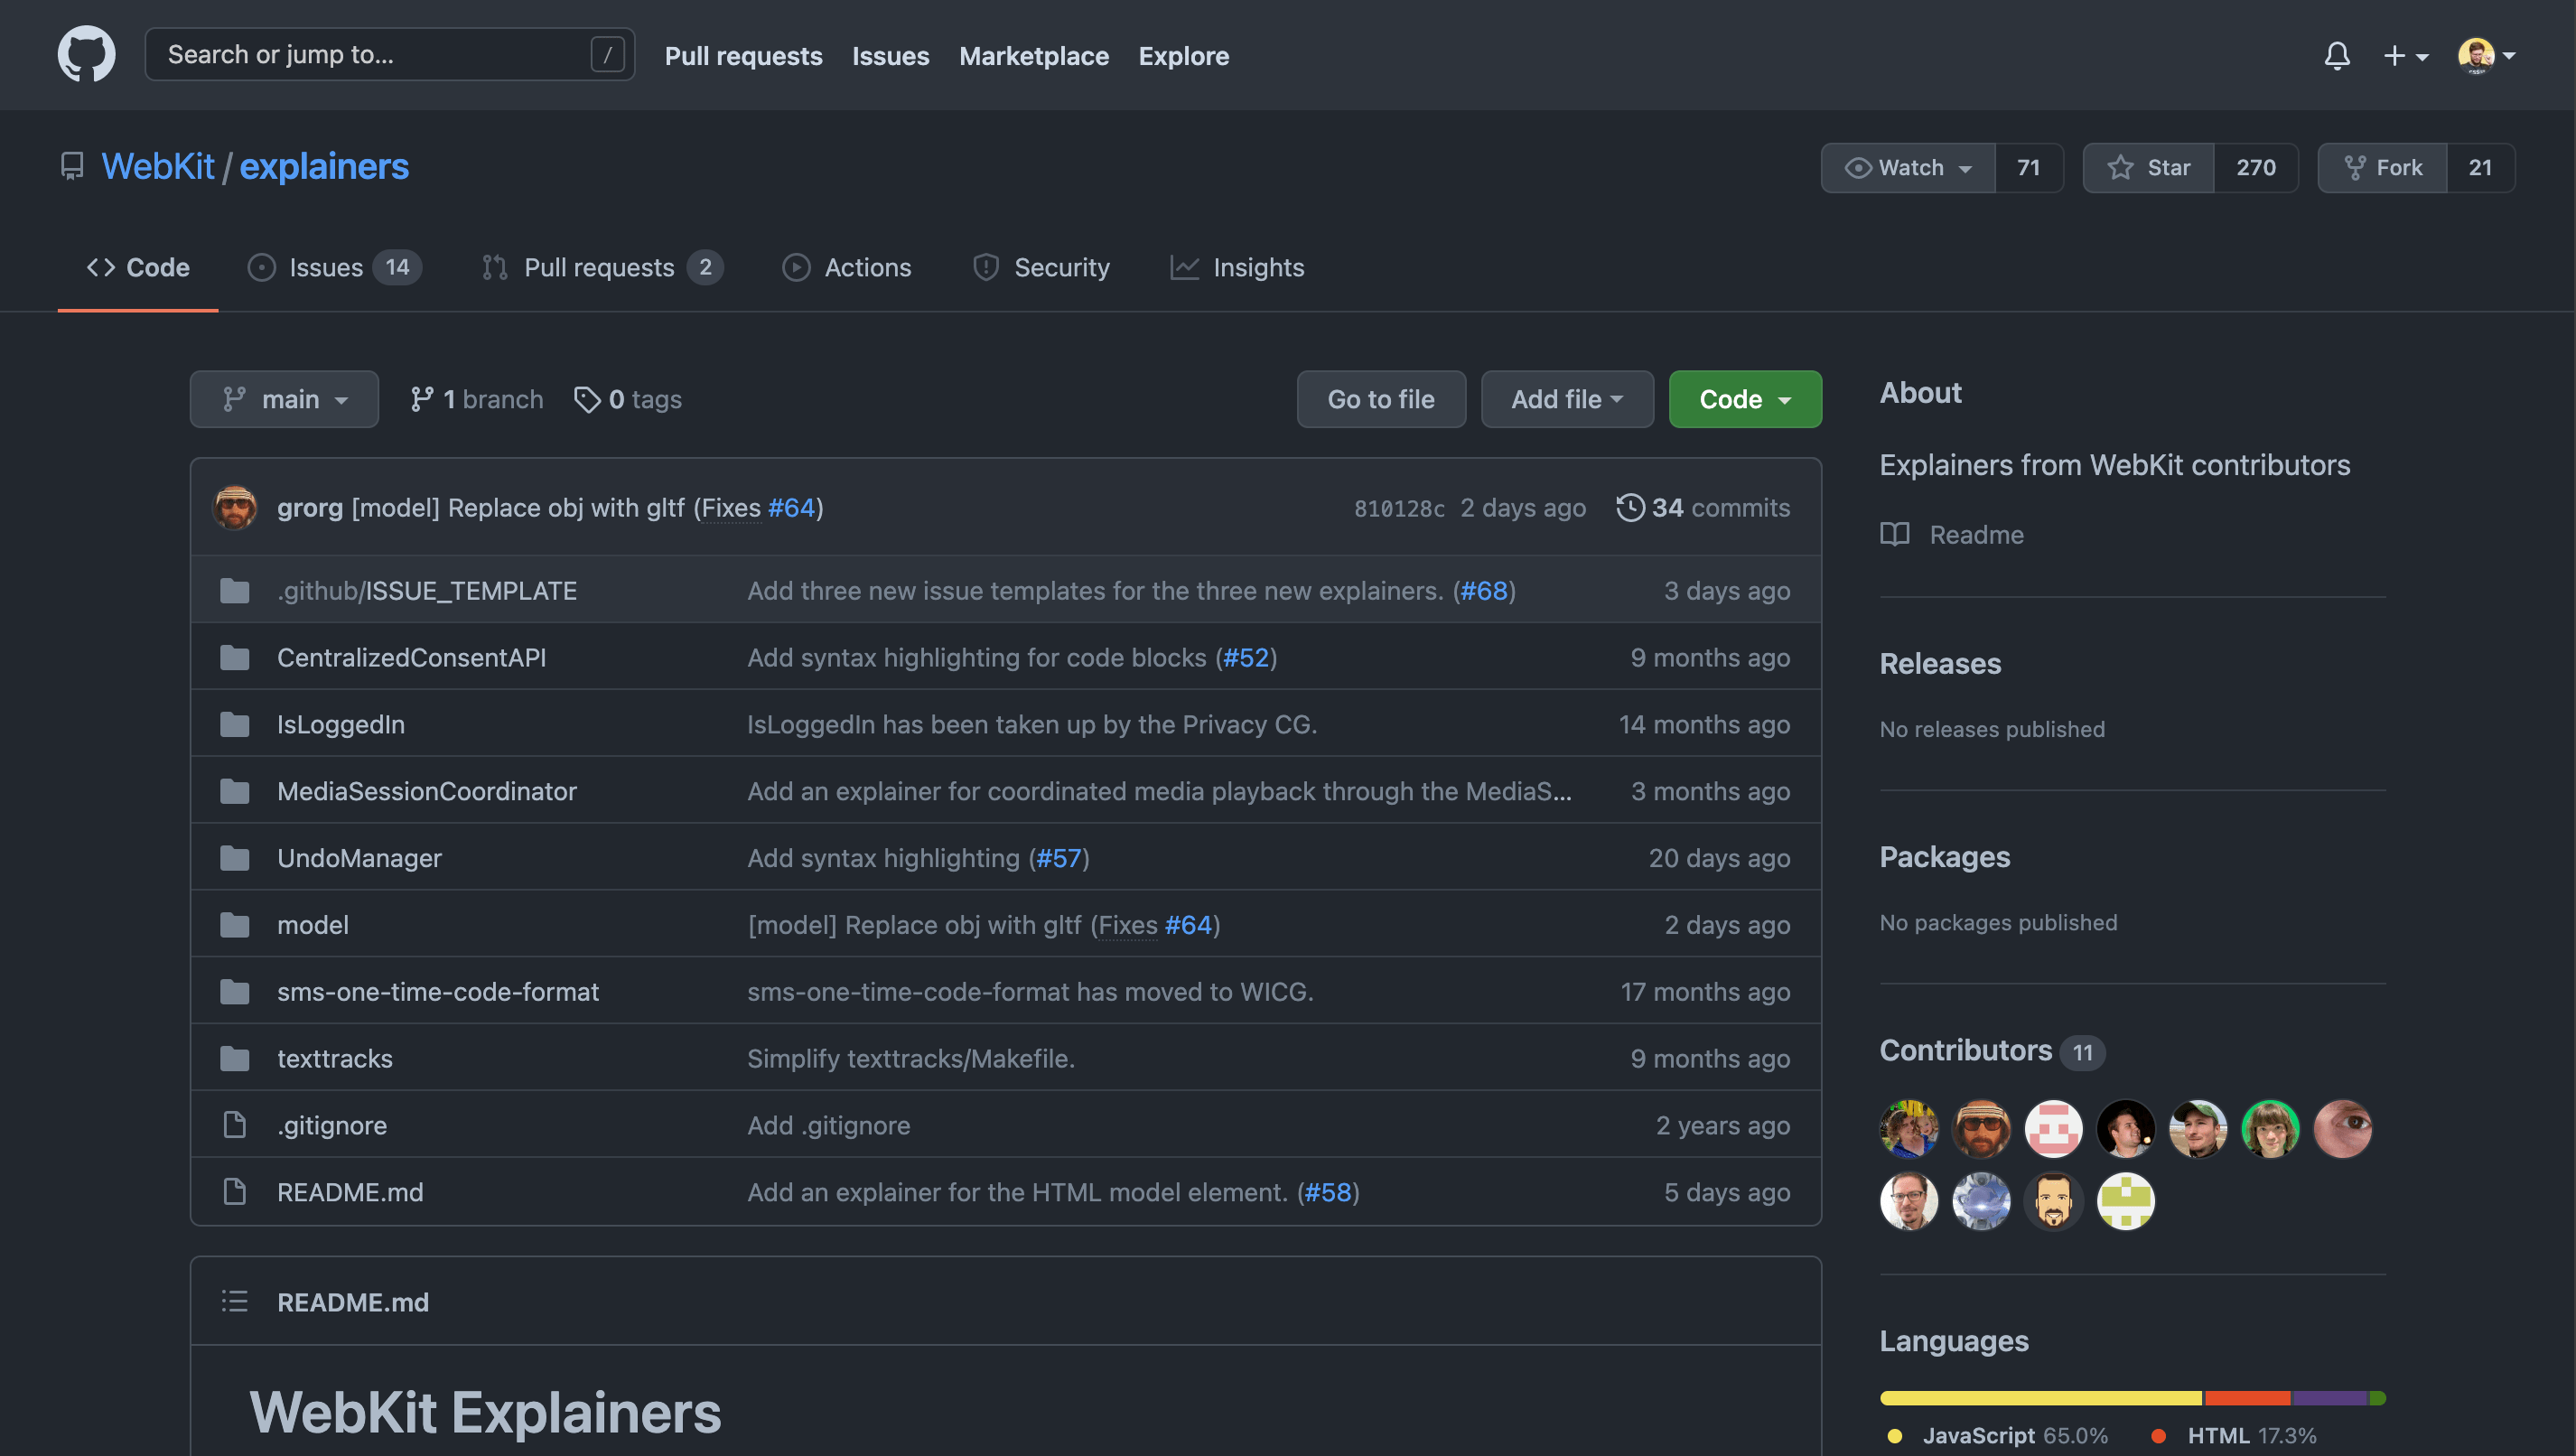 Search or jump to... /
Pull requests
Issues
Marketplace
Explore
WebKit / explainers
Watch 71
Star 270
Fork 21
Code
Issues 14
Pull requests 2
Actions
Security
Insights
main
1 branch
0 tags
Go to file
Add file
Code
grorg [model] Replace obj with gltf (Fixes #64) 810128c 2 days ago 34 commits
.github/ISSUE_TEMPLATE Add three new issue templates for the three new explainers. (#68) 3 days ago
CentralizedConsentAPI Add syntax highlighting for code blocks (#52) 9 months ago
IsLoggedIn IsLoggedIn has been taken up by the Privacy CG. 14 months ago
MediaSessionCoordinator Add an explainer for coordinated media playback through the MediaS... 3 months ago
UndoManager Add syntax highlighting (#57) 20 days ago
model [model] Replace obj with gltf (Fixes #64) 2 days ago
sms-one-time-code-format sms-one-time-code-format has moved to WICG. 17 months ago
texttracks Simplify texttracks/Makefile. 9 months ago
.gitignore Add .gitignore 2 years ago
README.md Add an explainer for the HTML model element. (#58) 5 days ago
README.md
WebKit Explainers
About
Explainers from WebKit contributors
Readme
Releases
No releases published
Packages
No packages published
Contributors 11
Languages
JavaScript 65.0% HTML 17.3%